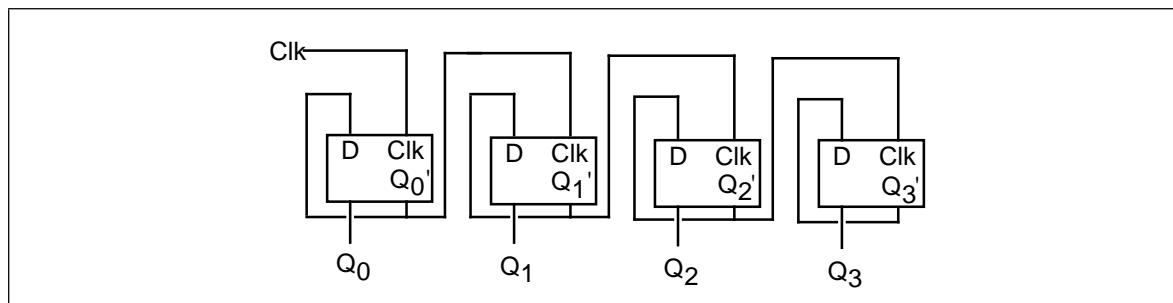 Clk
D Clk D Clk D Clk D Clk
Q0' Q1' Q2' Q3'
Q0 Q1 Q2 Q3